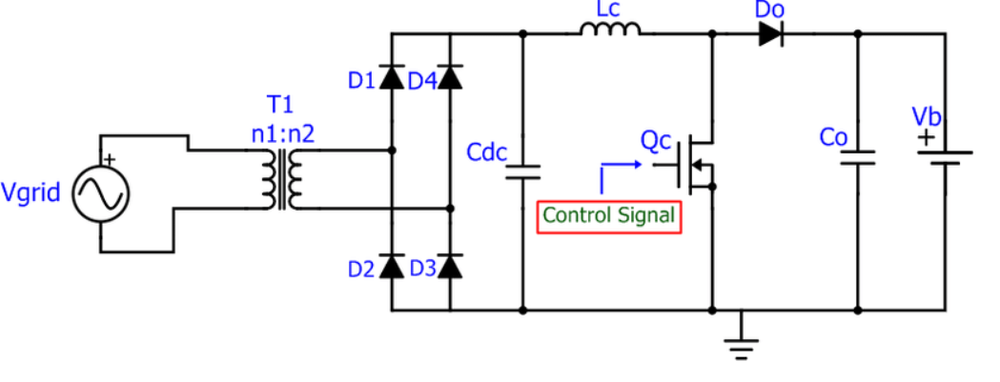 Lc
Do
D1
D4
T1
n1:n2
Vb
+
Qc
Co
Cdc
+
Vgrid
Control Signal
D2
D3